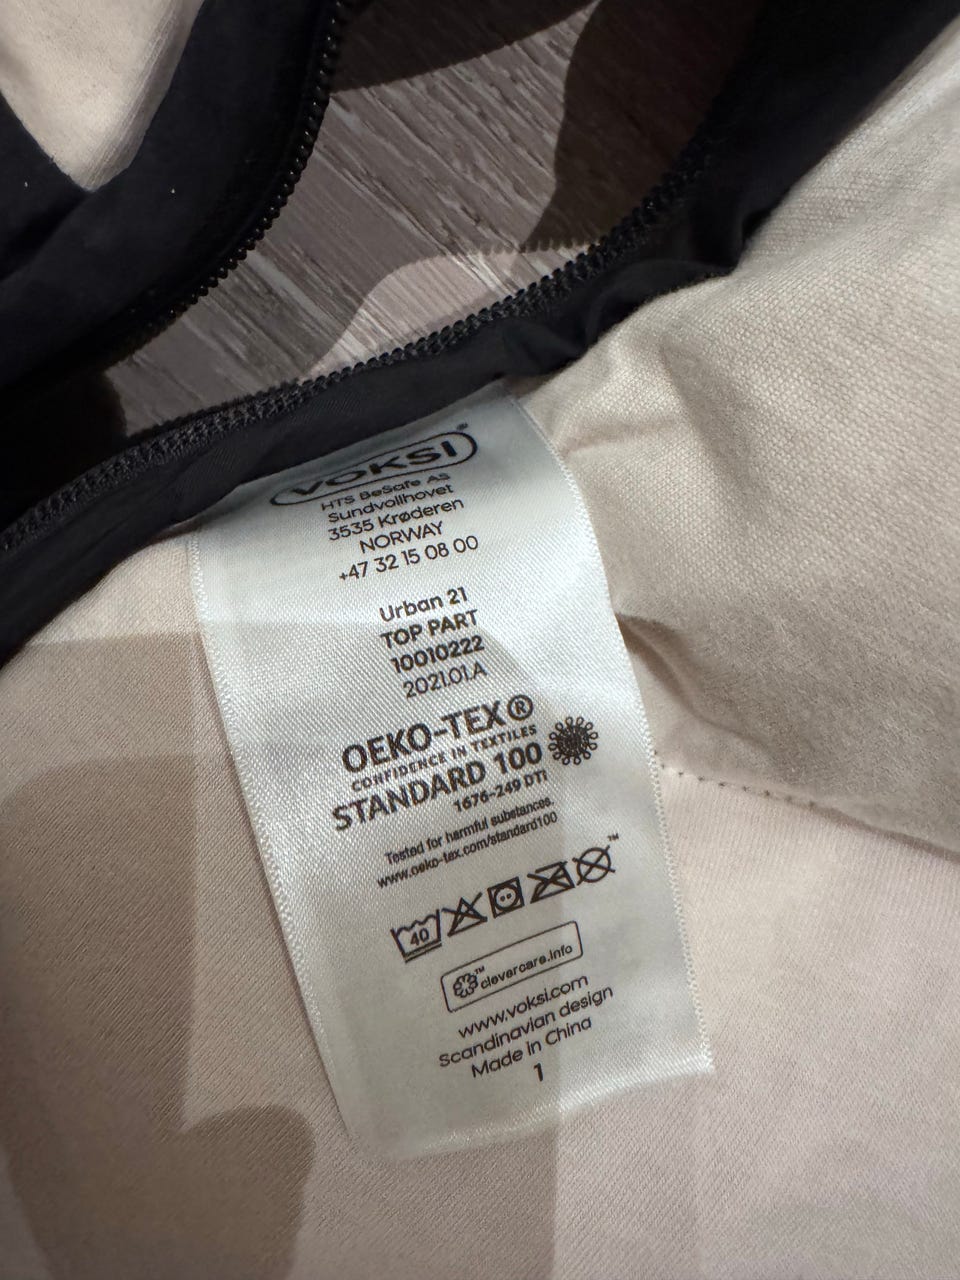 VOKSI®
HTS BeSafe AS
Sundvollhovet
3535 Krøderen
NORWAY
+47 32 15 08 00
Urban 21
TOP PART
10010222
2021.01.A
OEKO-TEX®
CONFIDENCE IN TEXTILES
STANDARD 100
1676-249 DTI
Tested for harmful substances.
www.oeko-tex.com/standard100
40
™
™clevercare.info
www.voksi.com
Scandinavian design
Made in China
1